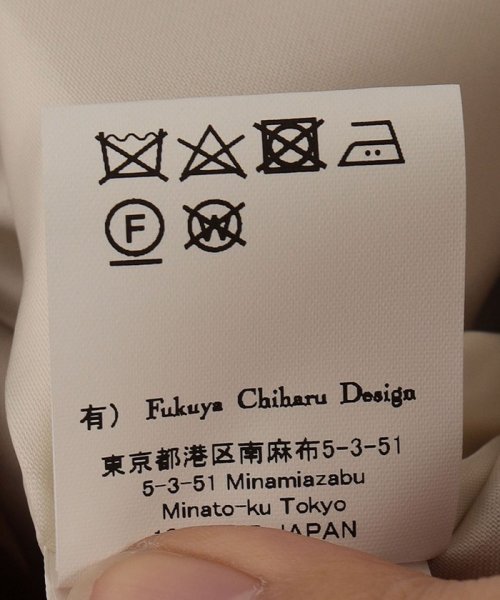 F W
有) Fukuya Chiharu Design
東京都港区南麻布5-3-51
5-3-51 Minamiazabu
Minato-ku Tokyo
JAPAN